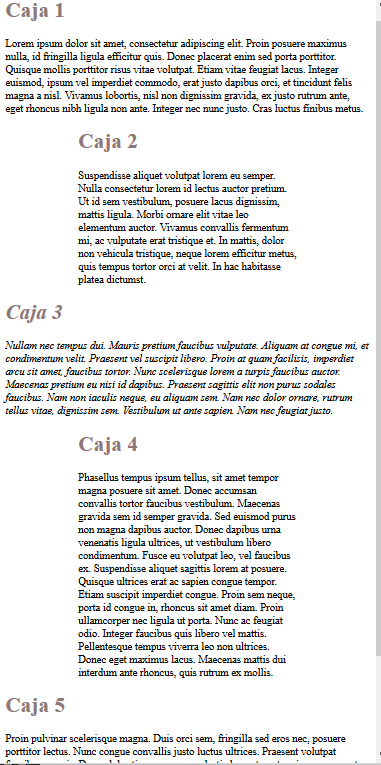 Caja 1
Lorem ipsum dolor sit amet, consectetur adipiscing elit. Proin posuere maximus
nulla, id fringilla ligula efficitur quis. Donec placerat enim sed porta porttitor.
Quisque mollis porttitor risus vitae volutpat. Etiam vitae feugiat lacus. Integer
euismod, ipsum vel imperdiet commodo, erat justo dapibus orci, et tincidunt felis
magna a nisl. Vivamus lobortis, nisl non dignissim gravida, ex justo rutrum ante,
eget rhoncus nibh ligula non ante. Integer nec nunc justo. Cras luctus finibus metus.
Caja 2
Suspendisse aliquet volutpat lorem eu semper.
Nulla consectetur lorem id lectus auctor pretium.
Ut id sem vestibulum, posuere lacus dignissim,
mattis ligula. Morbi ornare elit vitae leo
elementum auctor. Vivamus convallis fermentum
mi, ac vulputate erat tristique et. In mattis, dolor
non vehicula tristique, neque lorem efficitur metus,
quis tempus tortor orci at velit. In hac habitasse
platea dictumst.
Caja 3
Nullam nec tempus dui. Mauris pretium faucibus vulputate. Aliquam at congue mi, et
condimentum velit. Praesent vel suscipit libero. Proin at quam facilisis, imperdiet
arcu sit amet, faucibus tortor. Nunc scelerisque lorem a turpis faucibus auctor.
Maecenas pretium eu nisi id dapibus. Praesent sagittis elit non purus sodales
faucibus. Nam non iaculis neque, eu aliquam sem. Nam nec dolor ornare, rutrum
tellus vitae, dignissim sem. Vestibulum ut ante sapien. Nam nec feugiat justo.
Caja 4
Phasellus tempus ipsum tellus, sit amet tempor
magna posuere sit amet. Donec accumsan
convallis tortor faucibus vestibulum. Maecenas
gravida sem id semper gravida. Sed euismod purus
non magna dapibus auctor. Donec dapibus urna
venenatis ligula ultrices, ut vestibulum libero
condimentum. Fusce eu volutpat leo, vel faucibus
ex. Suspendisse aliquet sagittis lorem at posuere.
Quisque ultrices erat ac sapien congue tempor.
Etiam suscipit imperdiet congue. Proin sem neque,
porta id congue in, rhoncus sit amet diam. Proin
ullamcorper nec ligula ut porta. Nunc ac feugiat
odio. Integer faucibus quis libero vel mattis.
Pellentesque tempus viverra leo non ultrices.
Donec eget maximus lacus. Maecenas mattis dui
interdum ante rhoncus, quis rutrum ex mollis.
Caja 5
Proin pulvinar scelerisque magna. Duis orci sem, fringilla sed eros nec, posuere
porttitor lectus. Nunc congue convallis justo luctus ultrices. Praesent volutpat